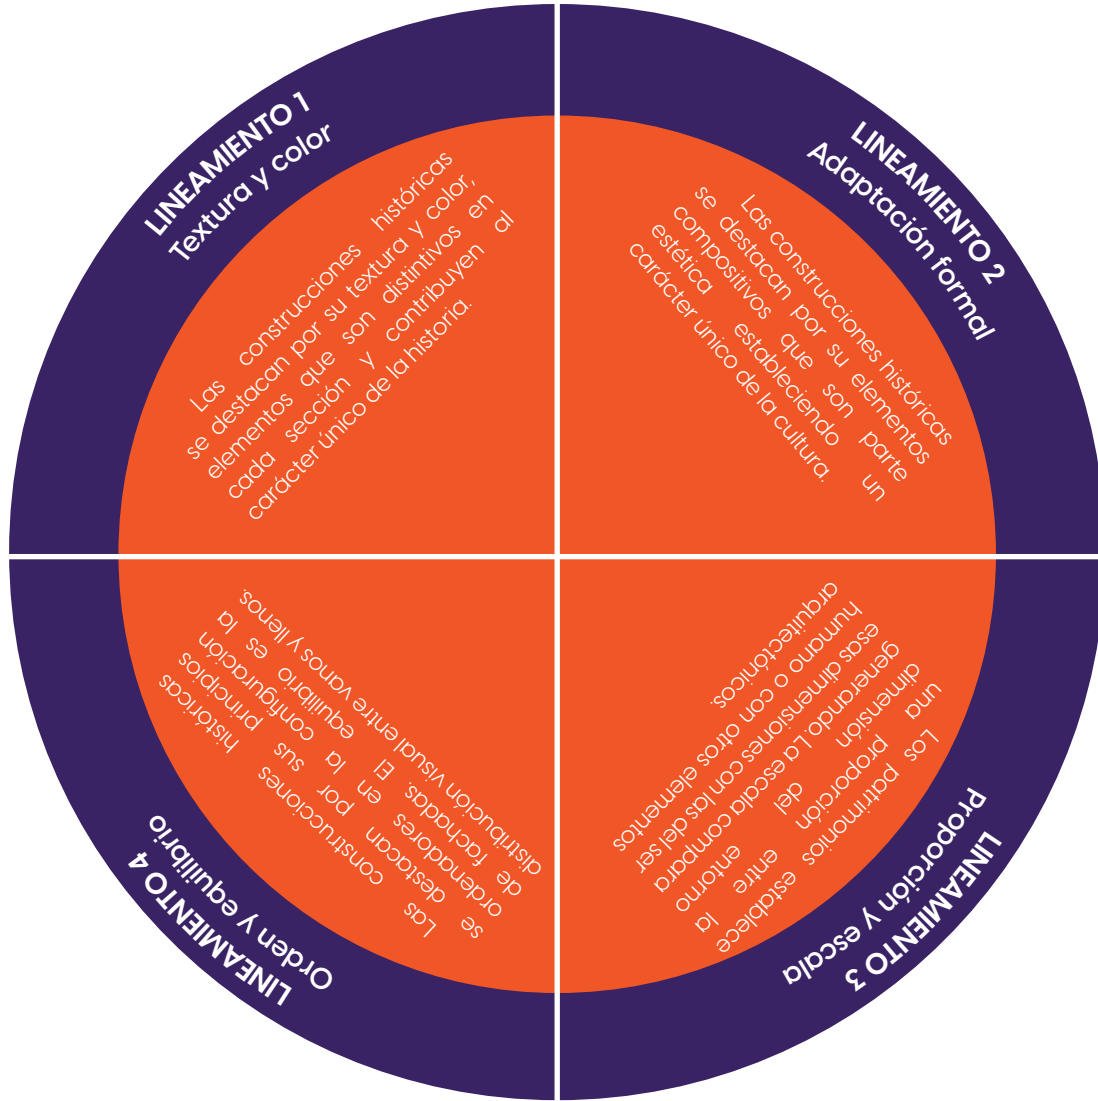 LINEAMIENTO 1
Textura y color
Las construcciones históricas
se destacan por su textura y color,
elementos que son distintivos en
cada sección y contribuyen al
carácter único de la historia.
LINEAMIENTO 2
Adaptación formal
Las construcciones históricas
se destacan por su elementos
compositivos que son parte
estética estableciendo un
carácter único de la cultura.
LINEAMIENTO 3
Proporción y escala
Los patrimonios establece
una proporción entre la
dimensión del entorno
generando. La escala compara
esas dimensiones con las del ser
humano o con otros elementos
arquitectónicos.
LINEAMIENTO 4
Orden y equilibrio
Las construcciones históricas
se destacan por sus principios
ordenadores en la configuración
de fachadas. El equilibrio es la
distribución visual entre vanos y llenos.